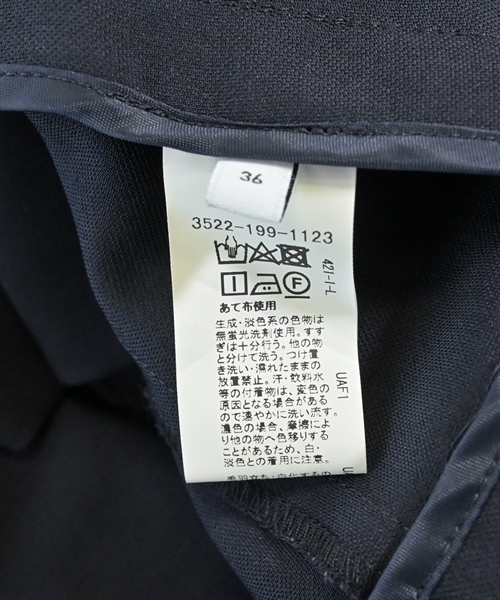 36
3522-199-1123
421-I-L
F
あて布使用
生成・淡色系の色物は
無蛍光洗剤使用。すす
ぎは十分行う。他の物
と分けて洗う。つけ置
き洗い・濡れたままの
放置禁止。汗・飲料水
等の付着物は、変色の
原因となる場合がある
ので速やかに洗い流す。
濃色の場合、摩擦によ
り他の物へ色移りする
ことがあるため、白・
淡色との着用に注意。
UAF1